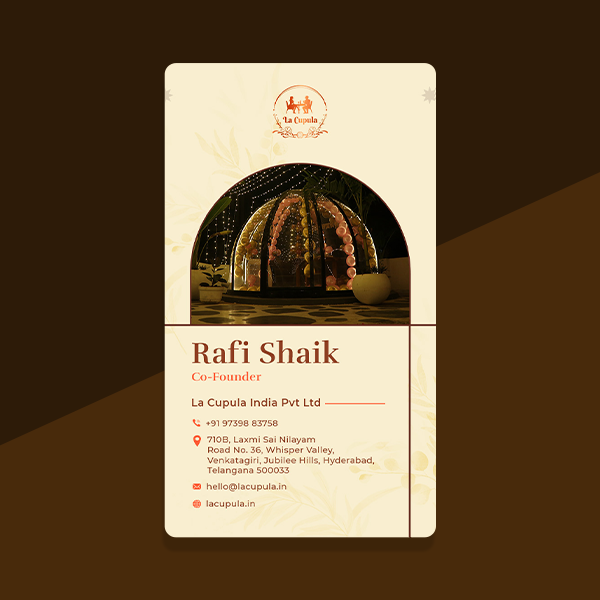 La Cupula
Rafi Shaik
Co-Founder
La Cupula India Pvt Ltd
+91 97398 83758
710B, Laxmi Sai Nilayam
Road No. 36, Whisper Valley,
Venkatagiri, Jubilee Hills, Hyderabad,
Telangana 500033
hello@lacupula.in
lacupula.in